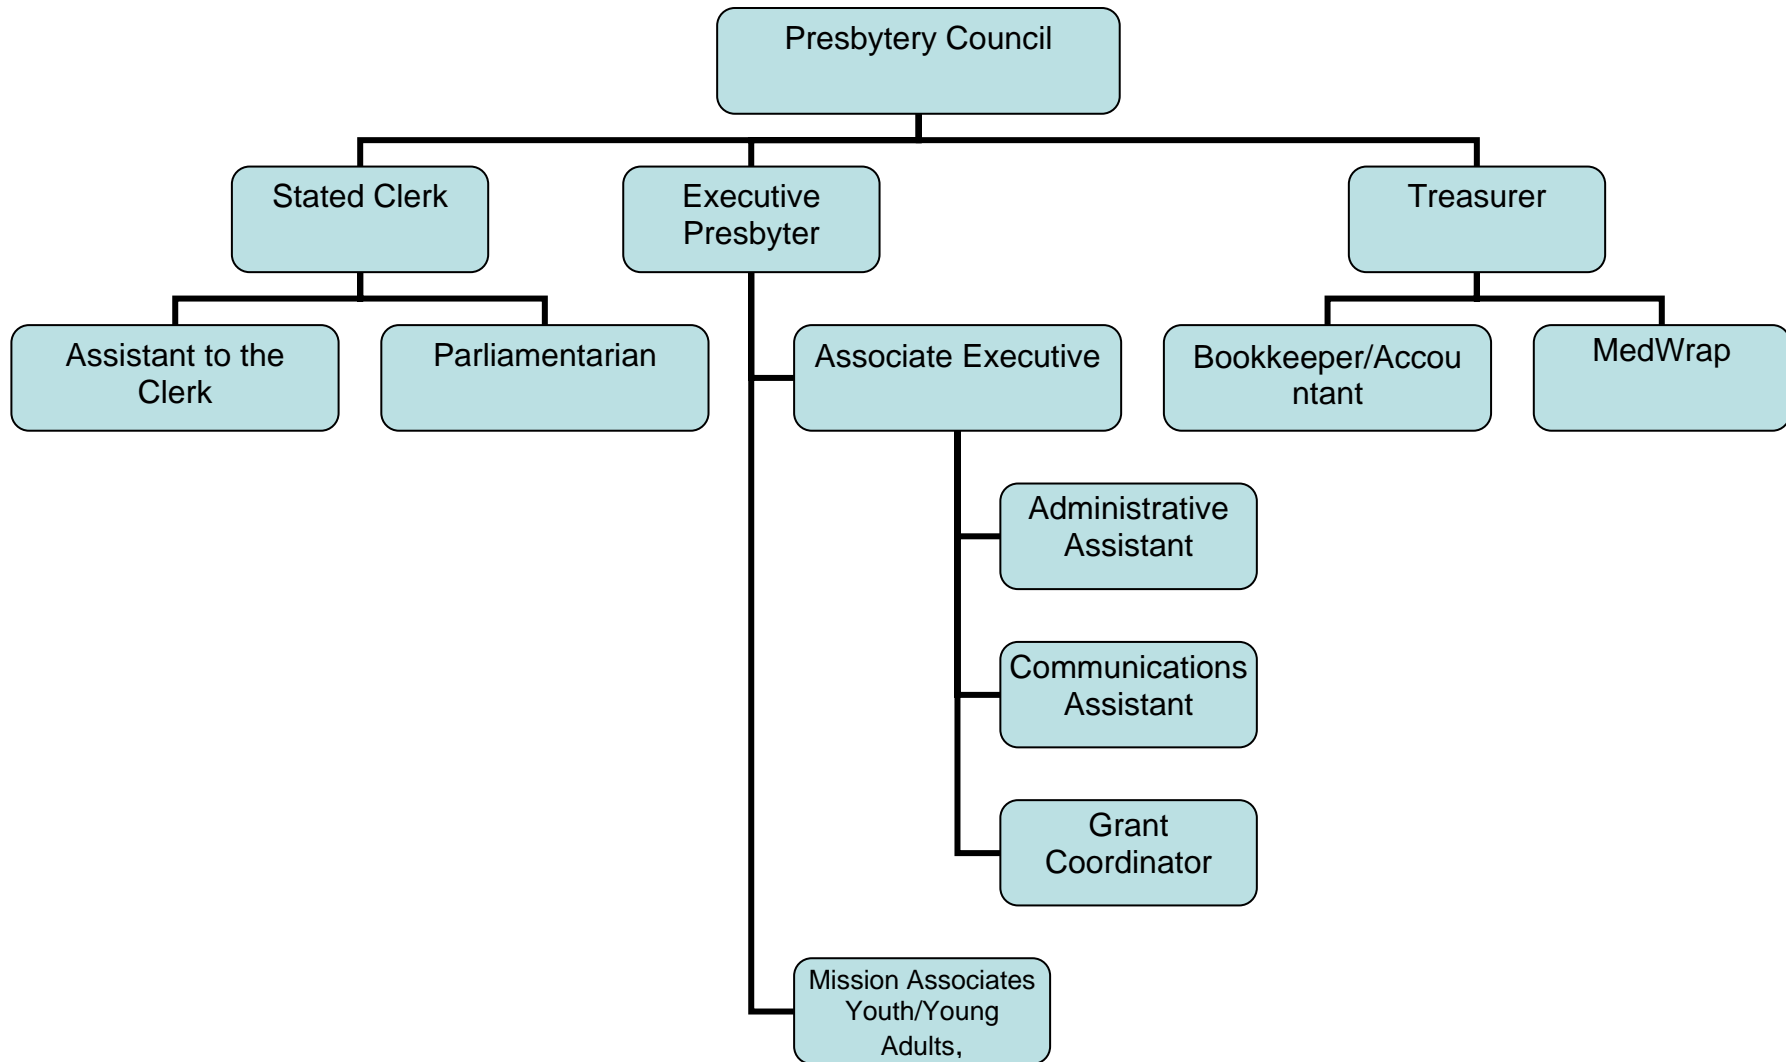 Presbytery Council
Stated Clerk
Executive
Presbyter
Treasurer
Assistant to the
Clerk
Parliamentarian
Associate Executive
Bookkeeper/Accou
ntant
MedWrap
Administrative
Assistant
Communications
Assistant
Grant
Coordinator
Mission Associates
Youth/Young
Adults,